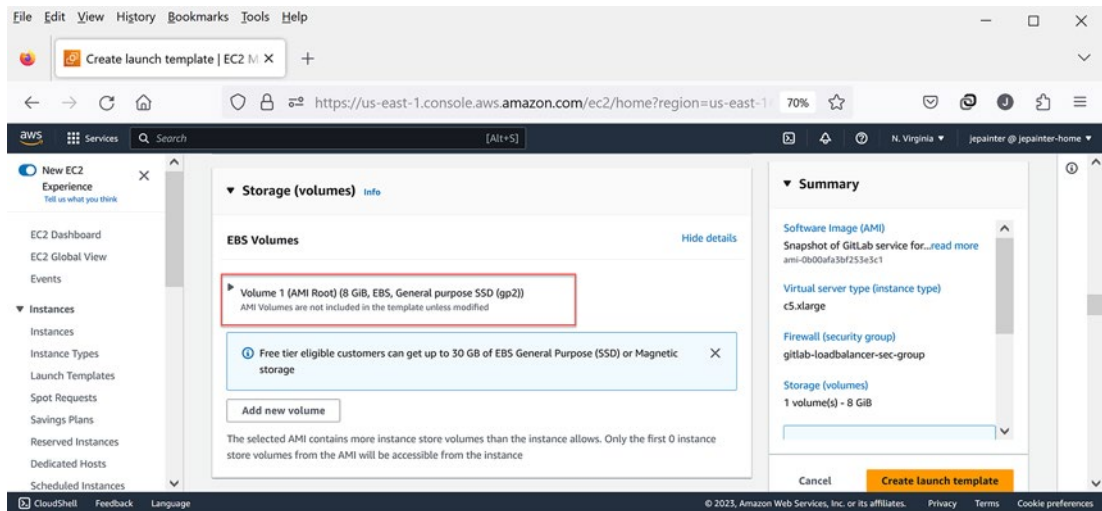 File Edit View History Bookmarks Tools Help
Create launch template | EC2 M
https://us-east-1.console.aws.amazon.com/ec2/home?region=us-east-1
70%
aws Services Search [Alt+S] N. Virginia jepainter @ jepainter-home
New EC2
Experience
Tell us what you think
EC2 Dashboard
EC2 Global View
Events
Instances
Instances
Instance Types
Launch Templates
Spot Requests
Savings Plans
Reserved Instances
Dedicated Hosts
Scheduled Instances
Storage (volumes) Info
EBS Volumes Hide details
Volume 1 (AMI Root) (8 GiB, EBS, General purpose SSD (gp2))
AMI Volumes are not included in the template unless modified
Free tier eligible customers can get up to 30 GB of EBS General Purpose (SSD) or Magnetic
storage
Add new volume
The selected AMI contains more instance store volumes than the instance allows. Only the first 0 instance
store volumes from the AMI will be accessible from the instance
Summary
Software Image (AMI)
Snapshot of GitLab service for...read more
ami-0b00afa3bf253e3c1
Virtual server type (instance type)
c5.xlarge
Firewall (security group)
gitlab-loadbalancer-sec-group
Storage (volumes)
1 volume(s) - 8 GiB
Cancel Create launch template
CloudShell Feedback Language © 2023, Amazon Web Services, Inc. or its affiliates. Privacy Terms Cookie preferences